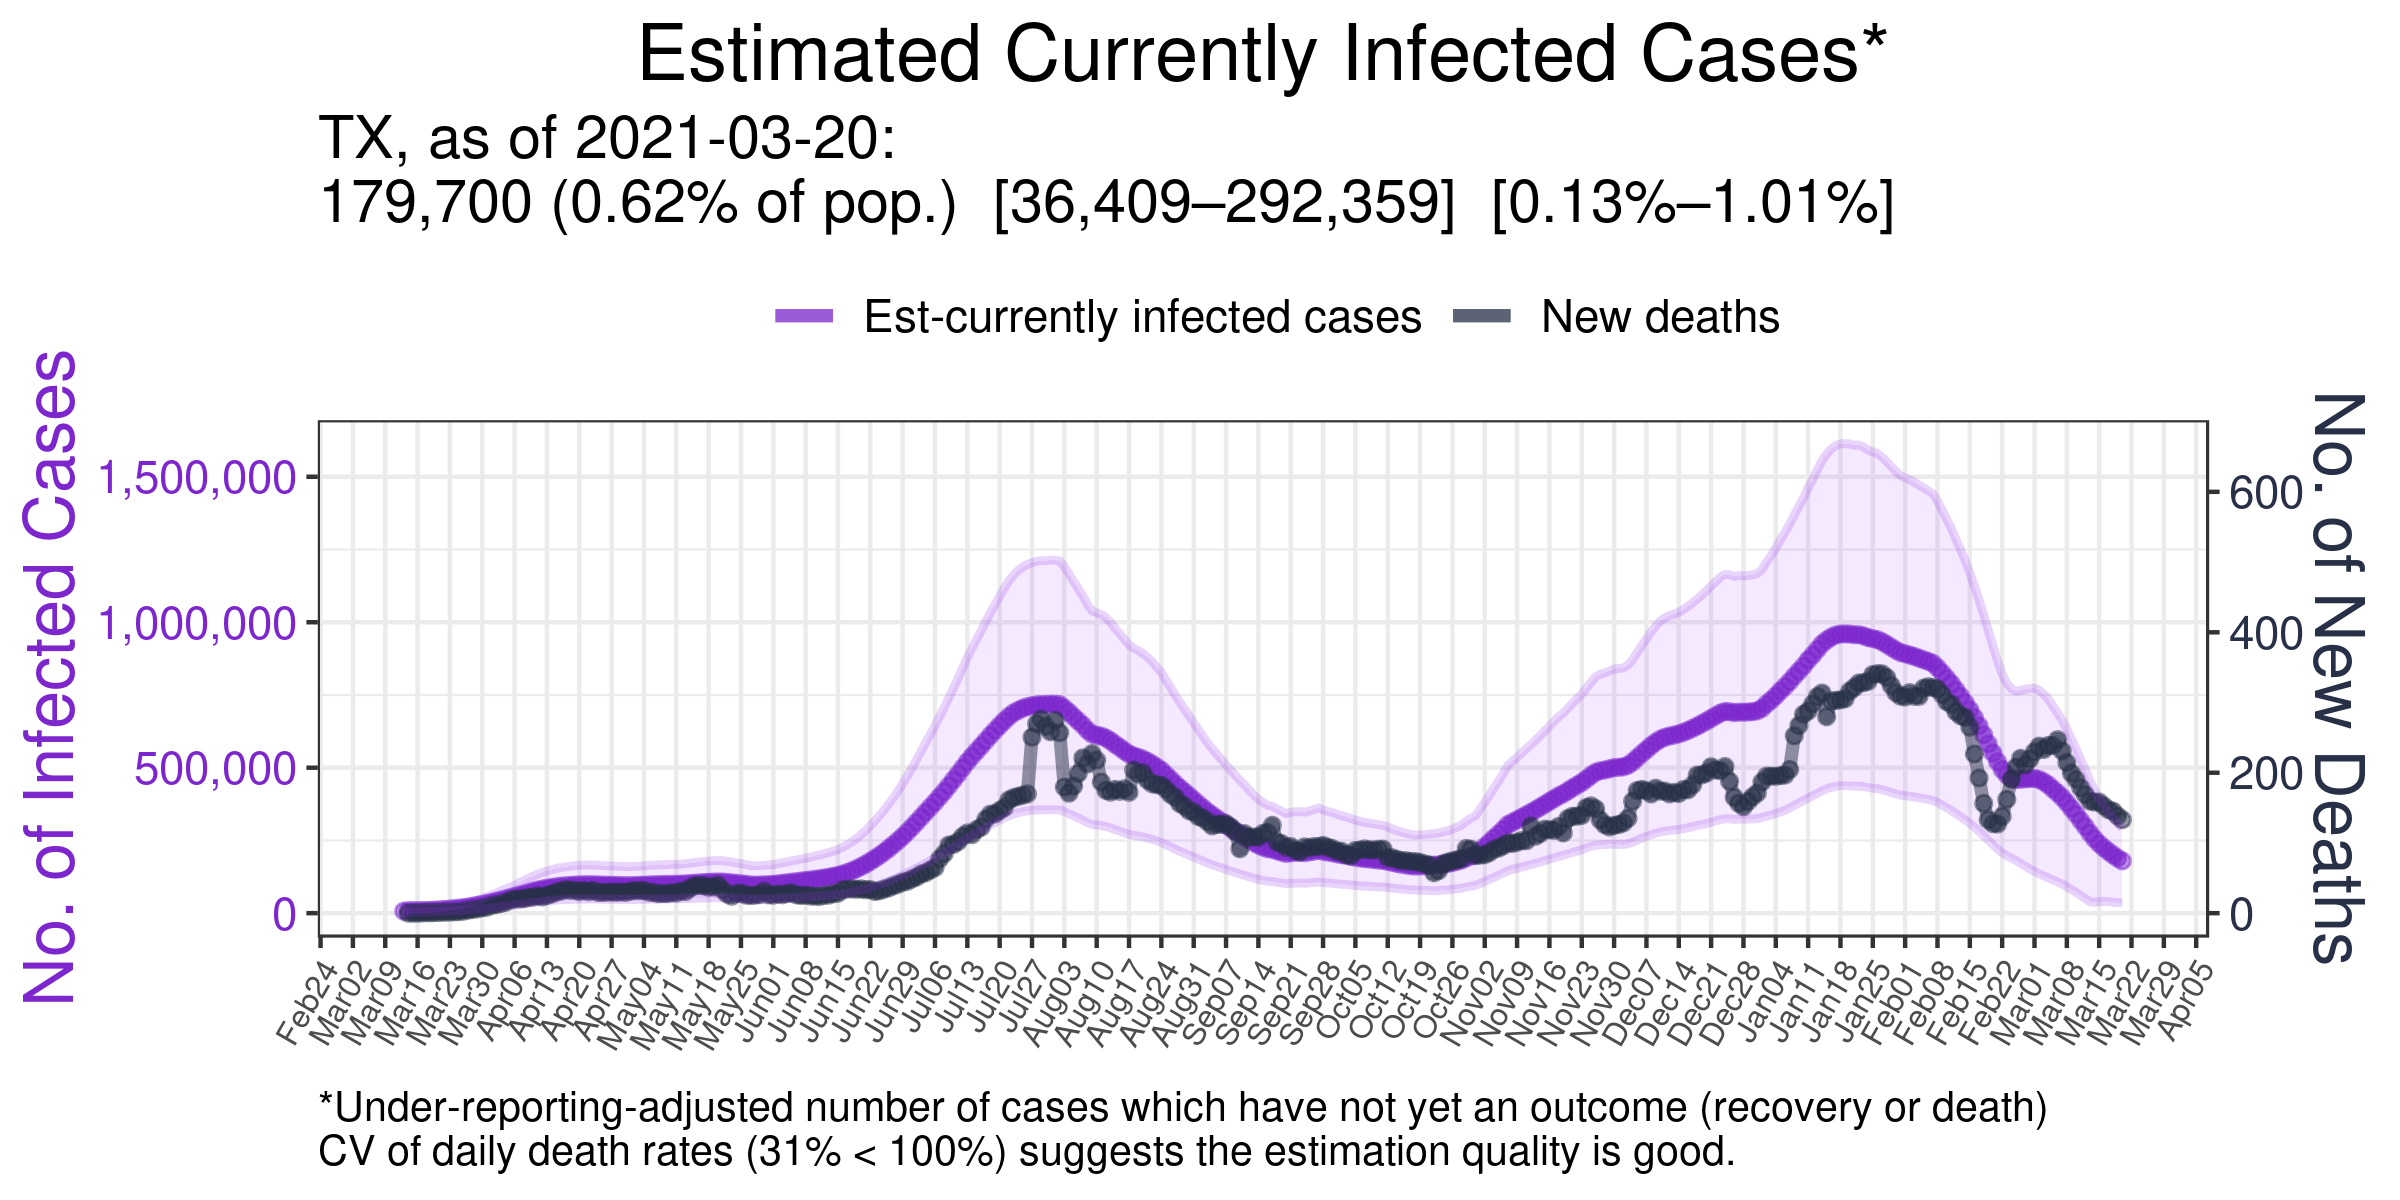 Estimated Currently Infected Cases*
TX, as of 2021-03-20:
179,700 (0.62% of pop.) [36,409–292,359] [0.13%–1.01%]
Est-currently infected cases
New deaths
No. of Infected Cases
1,500,000
1,000,000
500,000
0
600
400
200
0
No. of New Deaths
Feb24
Mar02
Mar09
Mar16
Mar23
Mar30
Apr06
Apr13
Apr20
Apr27
May04
May11
May18
May25
Jun01
Jun08
Jun15
Jun22
Jun29
Jul06
Jul13
Jul20
Jul27
Aug03
Aug10
Aug17
Aug24
Aug31
Sep07
Sep14
Sep21
Sep28
Oct05
Oct12
Oct19
Oct26
Nov02
Nov09
Nov16
Nov23
Nov30
Dec07
Dec14
Dec21
Dec28
Jan04
Jan11
Jan18
Jan25
Feb01
Feb08
Feb15
Feb22
Mar01
Mar08
Mar15
Mar22
Mar29
Apr05
*Under-reporting-adjusted number of cases which have not yet an outcome (recovery or death)
CV of daily death rates (31% < 100%) suggests the estimation quality is good.